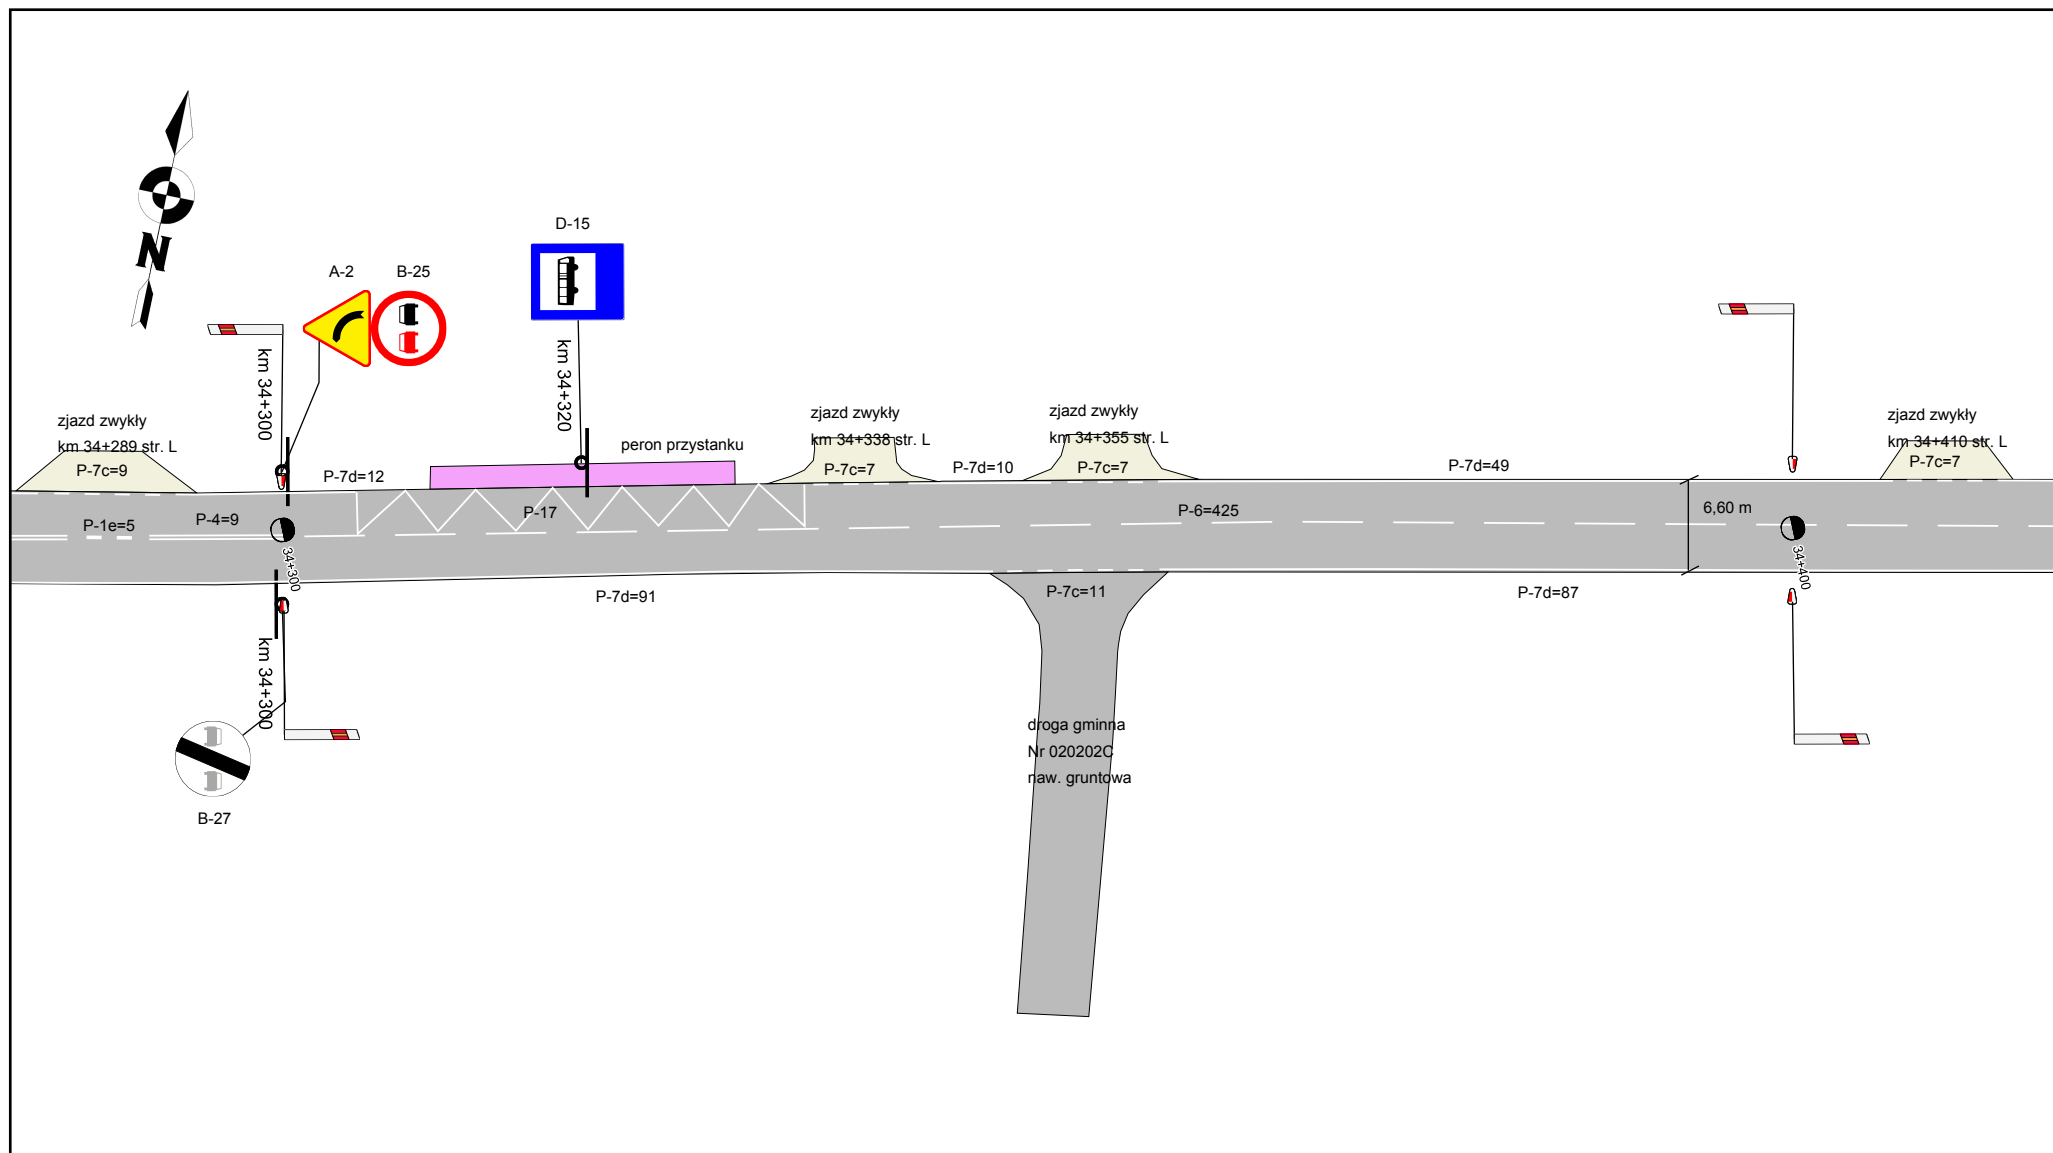 N
D-15
A-2
B-25
km 34+300
km 34+320
zjazd zwykły
km 34+289 str. L
P-7c=9
P-7d=12
peron przystanku
zjazd zwykły
km 34+338 str. L
P-7c=7
P-7d=10
zjazd zwykły
km 34+355 str. L
P-7c=7
P-7d=49
zjazd zwykły
km 34+410 str. L
P-7c=7
P-1e=5
P-4=9
P-17
P-6=425
6,60 m
34+300
34+400
P-7d=91
P-7c=11
P-7d=87
km 34+300
droga gminna
Nr 020202C
naw. gruntowa
B-27